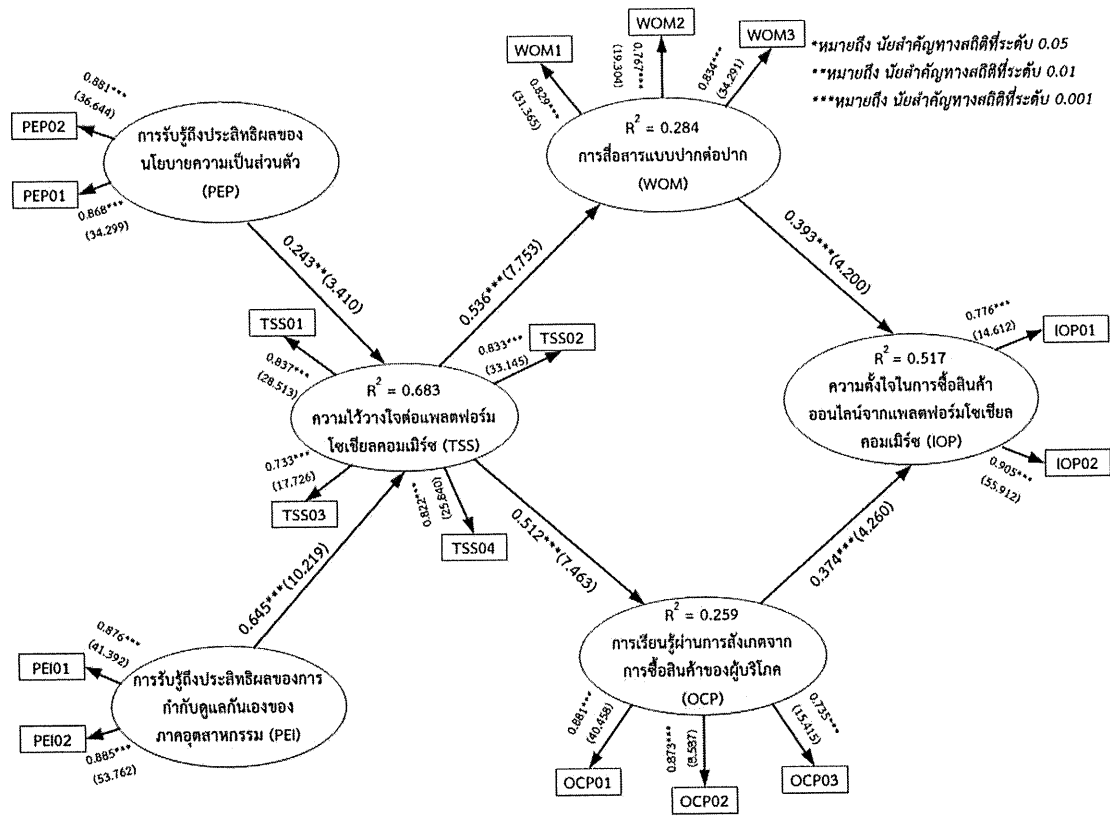 WOM1
WOM2
WOM3
0.829***
(31.365)
0.767***
(19.304)
0.834***
(34.291)
*หมายถึง นัยสำคัญทางสถิติที่ระดับ 0.05
**หมายถึง นัยสำคัญทางสถิติที่ระดับ 0.01
***หมายถึง นัยสำคัญทางสถิติที่ระดับ 0.001
R² = 0.284
การสื่อสารแบบปากต่อปาก
(WOM)
0.881***
(36.644)
PEP02
PEP01
0.868***
(34.299)
การรับรู้ถึงประสิทธิผลของ
นโยบายความเป็นส่วนตัว
(PEP)
0.243**(3.410)
0.536***(7.753)
0.393***(4.200)
TSS01
0.837***
(28.513)
TSS02
0.833***
(33.145)
R² = 0.683
ความไว้วางใจต่อแพลตฟอร์ม
โซเชียลคอมเมิร์ซ (TSS)
0.733***
(17.726)
TSS03
0.822***
(25.840)
TSS04
0.776***
(14.612)
IOP01
R² = 0.517
ความตั้งใจในการซื้อสินค้า
ออนไลน์จากแพลตฟอร์มโซเชียล
คอมเมิร์ซ (IOP)
IOP02
0.905***
(55.912)
0.645***(10.219)
0.512***(7.463)
0.374***(4.260)
0.876***
(41.392)
PEI01
PEI02
0.885***
(53.762)
การรับรู้ถึงประสิทธิผลของการ
กำกับดูแลกันเองของ
ภาคอุตสาหกรรม (PEI)
R² = 0.259
การเรียนรู้ผ่านการสังเกตจาก
การซื้อสินค้าของผู้บริโภค
(OCP)
0.881***
(40.458)
0.873***
(8.587)
0.735***
(15.415)
OCP01
OCP02
OCP03